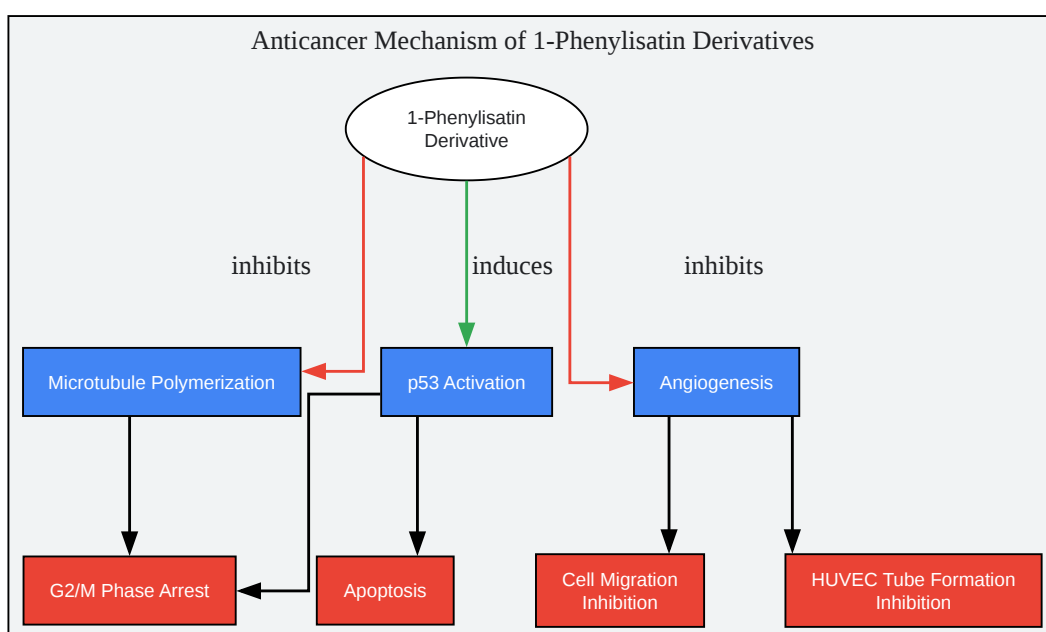 Anticancer Mechanism of 1-Phenylisatin Derivatives
1-Phenylisatin
Derivative
inhibits
induces
inhibits
Microtubule Polymerization
p53 Activation
Angiogenesis
G2/M Phase Arrest
Apoptosis
Cell Migration
Inhibition
HUVEC Tube Formation
Inhibition